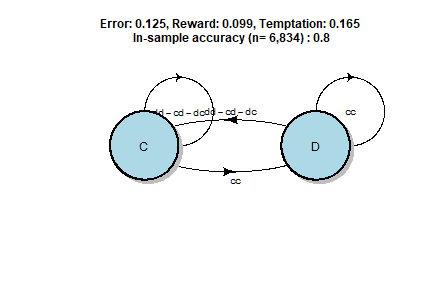 Error: 0.125, Reward: 0.099, Temptation: 0.165
In-sample accuracy (n= 6,834) : 0.8
dd – cd – dc
dd – cd – dc
cc
C
D
cc